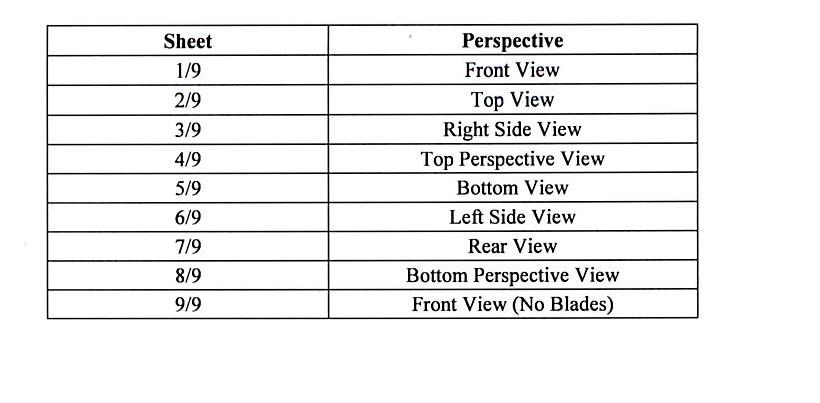 Sheet Perspective
1/9 Front View
2/9 Top View
3/9 Right Side View
4/9 Top Perspective View
5/9 Bottom View
6/9 Left Side View
7/9 Rear View
8/9 Bottom Perspective View
9/9 Front View (No Blades)